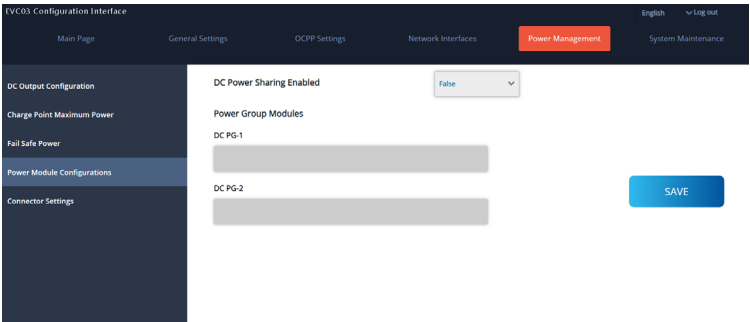 EVC03 Configuration Interface
English
Log out
Main Page
General Settings
OCPP Settings
Network Interfaces
Power Management
System Maintenance
DC Output Configuration
Charge Point Maximum Power
Fail Safe Power
Power Module Configurations
Connector Settings
DC Power Sharing Enabled
False
Power Group Modules
DC PG-1
DC PG-2
SAVE